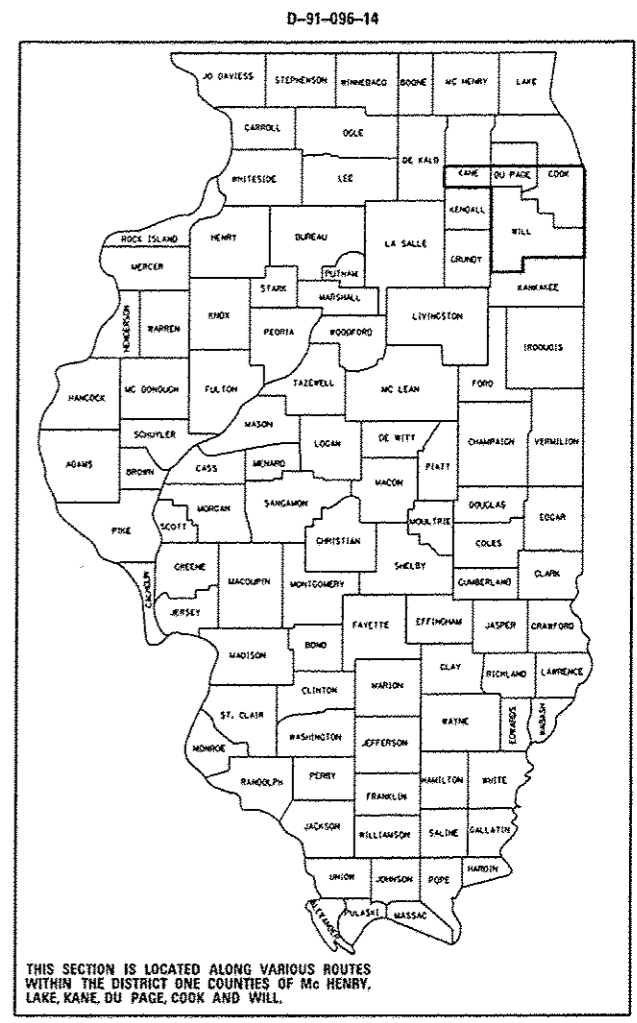 D-91-096-14
JO DAVIESS STEPHENSON WINNEBAGO BOONE MC HENRY LAKE
CARROLL OGLE
DE KALB KANE DU PAGE COOK
WHITESIDE LEE
KENDALL
ROCK ISLAND HENRY BUREAU LA SALLE WILL
MERCER PUTNAM GRUNDY
STARK MARSHALL KANKAKEE
HENDERSON WARREN KNOX PEORIA WOODFORD LIVINGSTON
IROQUOIS
HANCOCK MC DONOUGH FULTON TAZEWELL MC LEAN FORD
MASON
SCHUYLER LOGAN DE WITT CHAMPAIGN VERMILION
ADAMS BROWN CASS MENARD PIATT
MACON
MORGAN SANGAMON DOUGLAS
PIKE SCOTT CHRISTIAN MOULTRIE EDGAR
COLES
GREENE SHELBY
CALHOUN MACOUPIN MONTGOMERY CUMBERLAND CLARK
JERSEY
FAYETTE EFFINGHAM JASPER CRAWFORD
MADISON BOND
CLAY RICHLAND LAWRENCE
CLINTON MARION
ST. CLAIR WAYNE EDWARDS WABASH
MONROE WASHINGTON JEFFERSON
RANDOLPH PERRY HAMILTON WHITE
FRANKLIN
JACKSON WILLIAMSON SALINE GALLATIN
UNION JOHNSON POPE HARDIN
ALEXANDER PULASKI MASSAC
THIS SECTION IS LOCATED ALONG VARIOUS ROUTES
WITHIN THE DISTRICT ONE COUNTIES OF Mc HENRY,
LAKE, KANE, DU PAGE, COOK AND WILL.